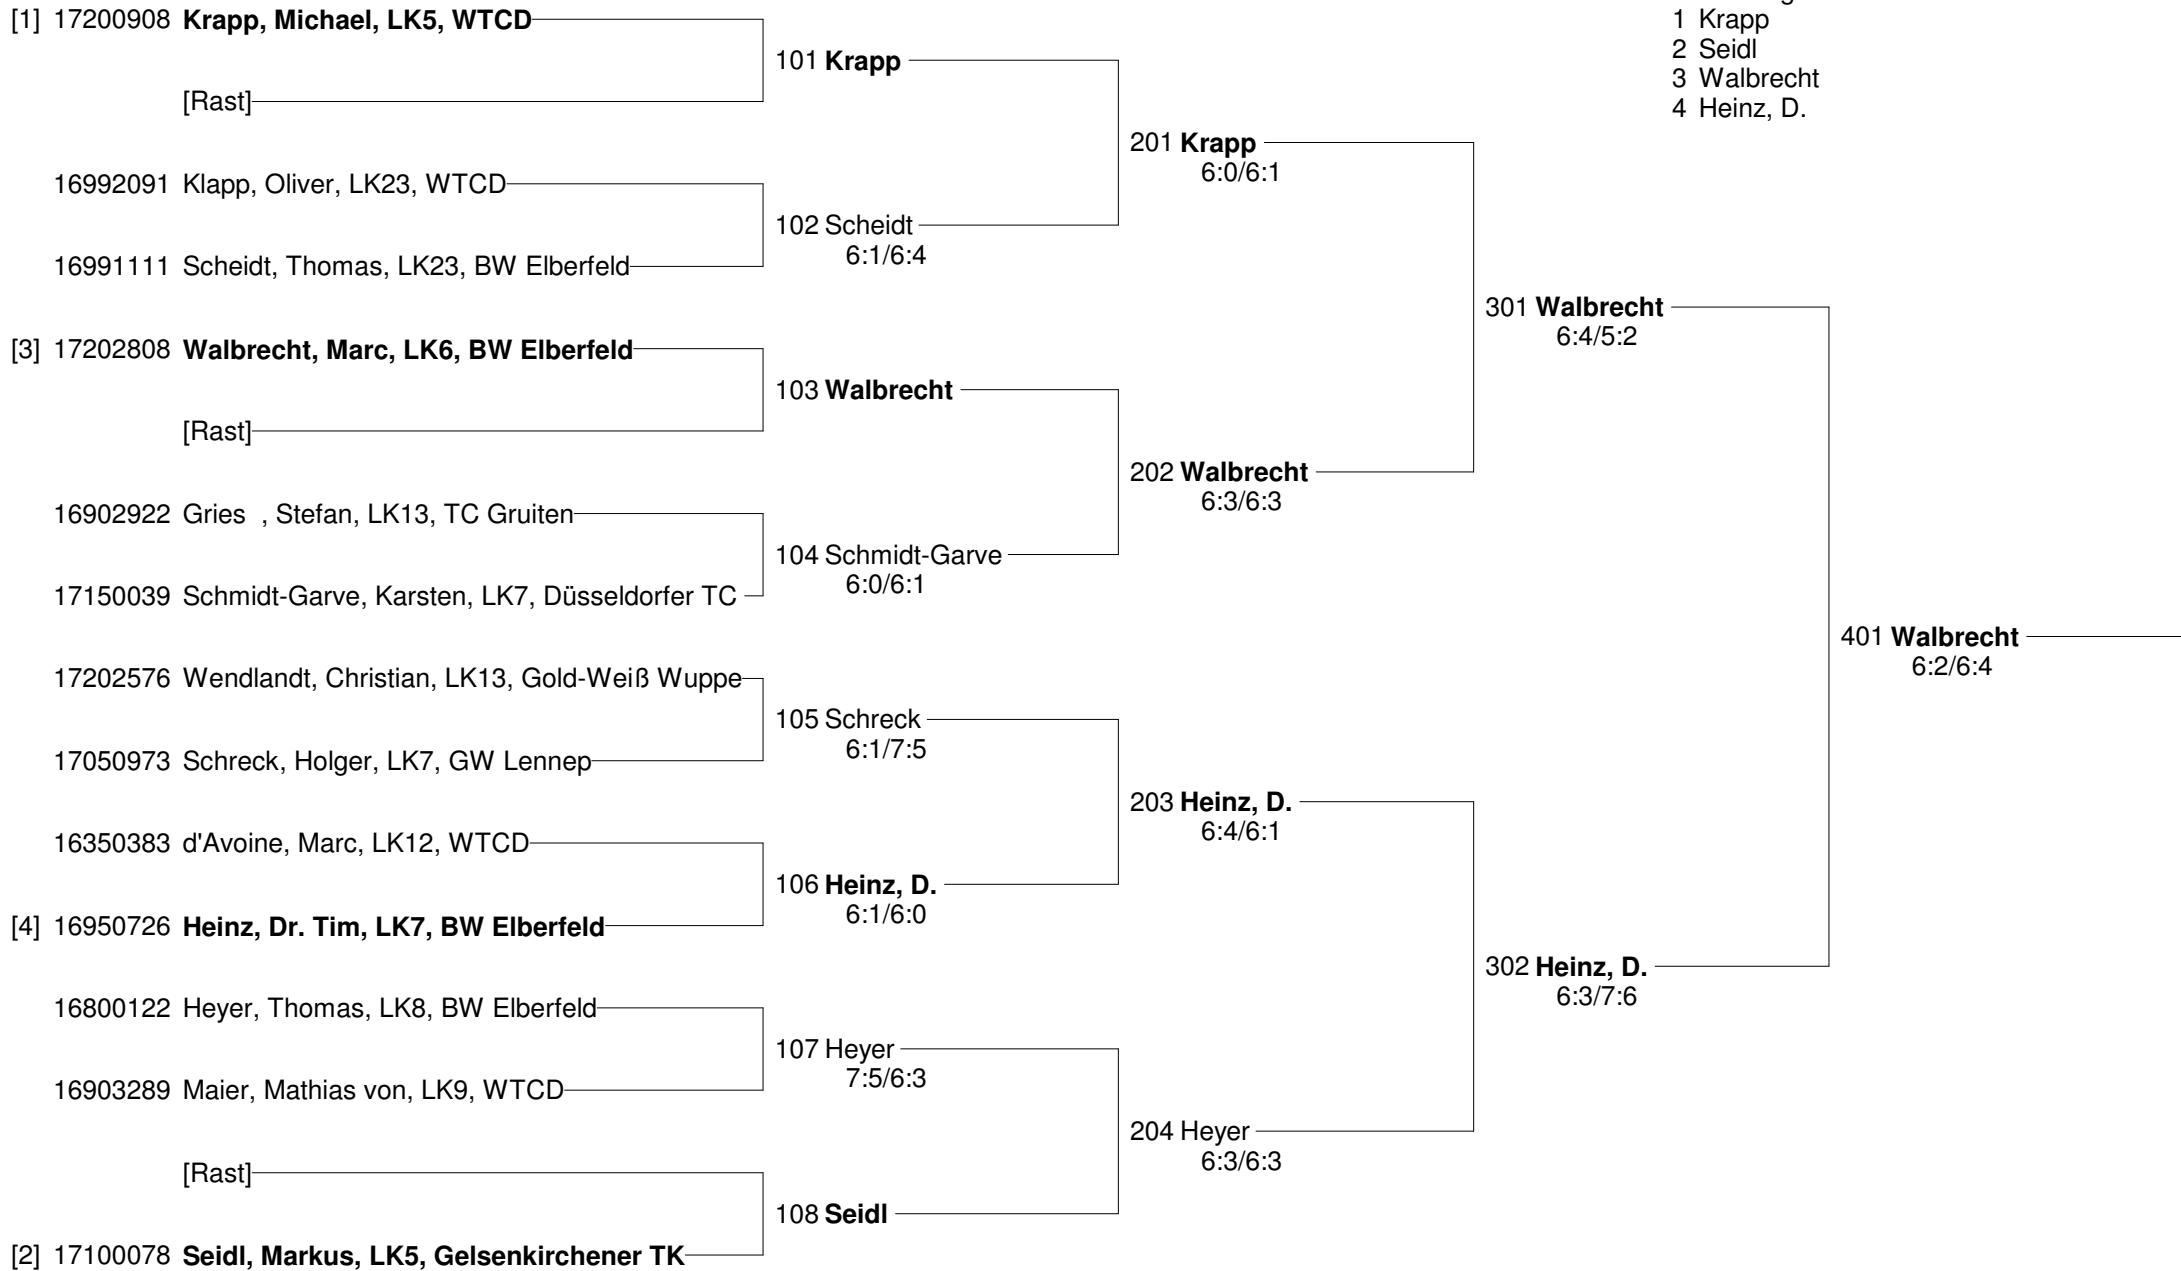 [1] 17200908 Krapp, Michael, LK5, WTCD
[Rast]
16992091 Klapp, Oliver, LK23, WTCD
16991111 Scheidt, Thomas, LK23, BW Elberfeld
[3] 17202808 Walbrecht, Marc, LK6, BW Elberfeld
[Rast]
16902922 Gries , Stefan, LK13, TC Gruiten
17150039 Schmidt-Garve, Karsten, LK7, Düsseldorfer TC
17202576 Wendlandt, Christian, LK13, Gold-Weiß Wuppe
17050973 Schreck, Holger, LK7, GW Lennep
16350383 d'Avoine, Marc, LK12, WTCD
[4] 16950726 Heinz, Dr. Tim, LK7, BW Elberfeld
16800122 Heyer, Thomas, LK8, BW Elberfeld
16903289 Maier, Mathias von, LK9, WTCD
[Rast]
[2] 17100078 Seidl, Markus, LK5, Gelsenkirchener TK
101 Krapp
102 Scheidt
6:1/6:4
103 Walbrecht
104 Schmidt-Garve
6:0/6:1
105 Schreck
6:1/7:5
106 Heinz, D.
6:1/6:0
107 Heyer
7:5/6:3
108 Seidl
201 Krapp
6:0/6:1
202 Walbrecht
6:3/6:3
203 Heinz, D.
6:4/6:1
204 Heyer
6:3/6:3
301 Walbrecht
6:4/5:2
302 Heinz, D.
6:3/7:6
401 Walbrecht
6:2/6:4
1 Krapp
2 Seidl
3 Walbrecht
4 Heinz, D.